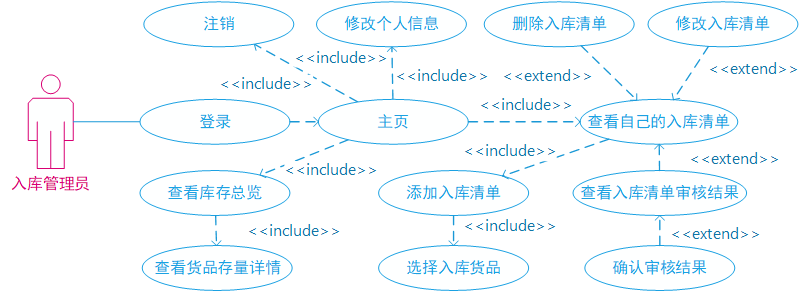 注销
修改个人信息
删除入库清单
修改入库清单
<<include>>
<<include>>
<<include>>
<<extend>>
<<extend>>
<<include>>
登录
主页
查看自己的入库清单
入库管理员
<<include>>
<<include>>
<<extend>>
查看库存总览
添加入库清单
查看入库清单审核结果
<<include>>
<<include>>
<<extend>>
查看货品存量详情
选择入库货品
确认审核结果